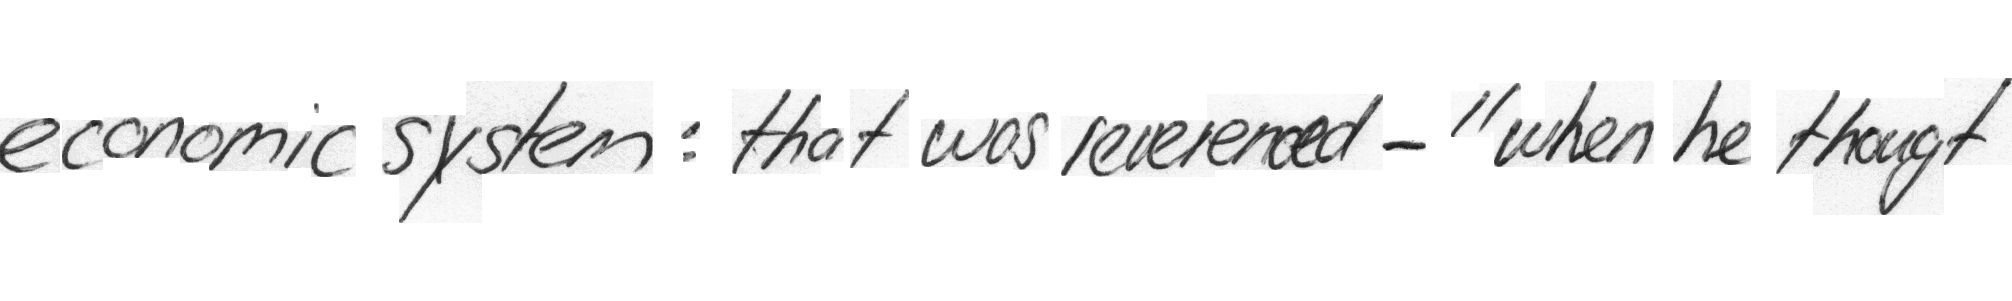 economic system : that was reverenced - "when he thougt